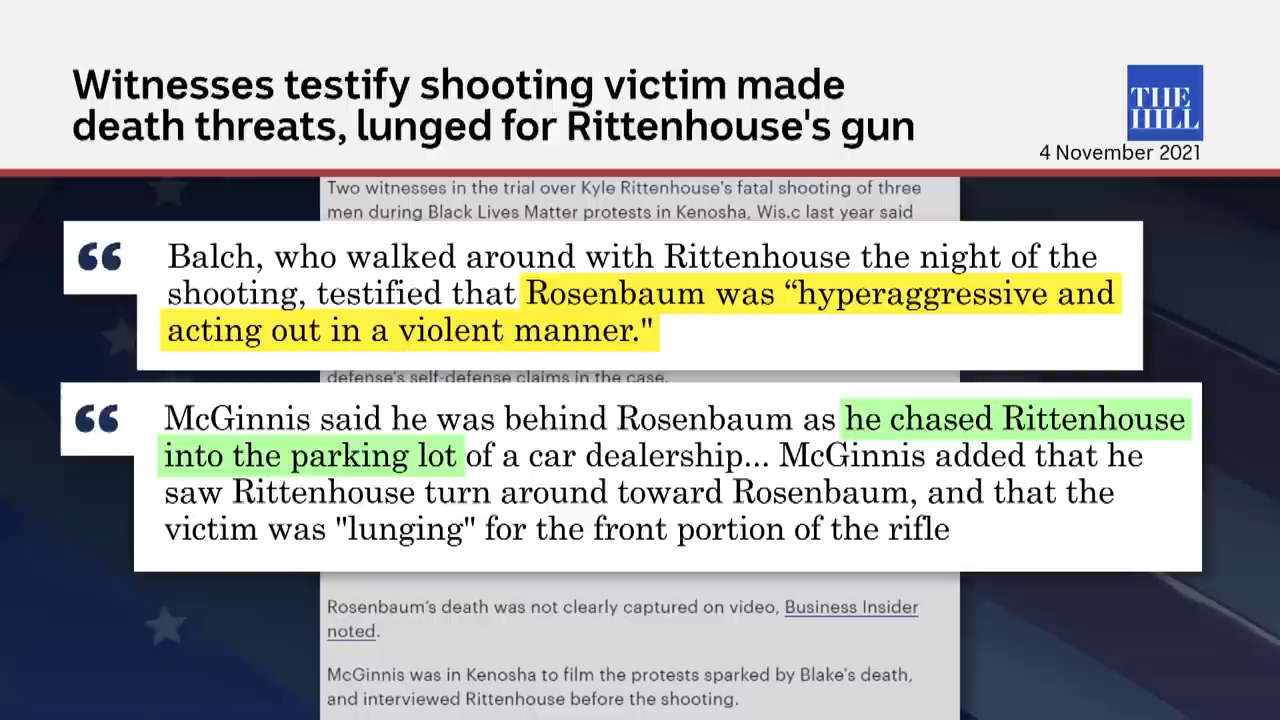 Witnesses testify shooting victim made
death threats, lunged for Rittenhouse's gun
THE
HILL
4 November 2021
Two witnesses in the trial over Kyle Rittenhouse's fatal shooting of three
men during Black Lives Matter protests in Kenosha, Wis.c last year said
“
Balch, who walked around with Rittenhouse the night of the
shooting, testified that Rosenbaum was “hyperaggressive and
acting out in a violent manner."
defense's self-defense claims in the case.
“
McGinnis said he was behind Rosenbaum as he chased Rittenhouse
into the parking lot of a car dealership... McGinnis added that he
saw Rittenhouse turn around toward Rosenbaum, and that the
victim was "lunging" for the front portion of the rifle
Rosenbaum's death was not clearly captured on video, Business Insider
noted.
McGinnis was in Kenosha to film the protests sparked by Blake's death,
and interviewed Rittenhouse before the shooting.